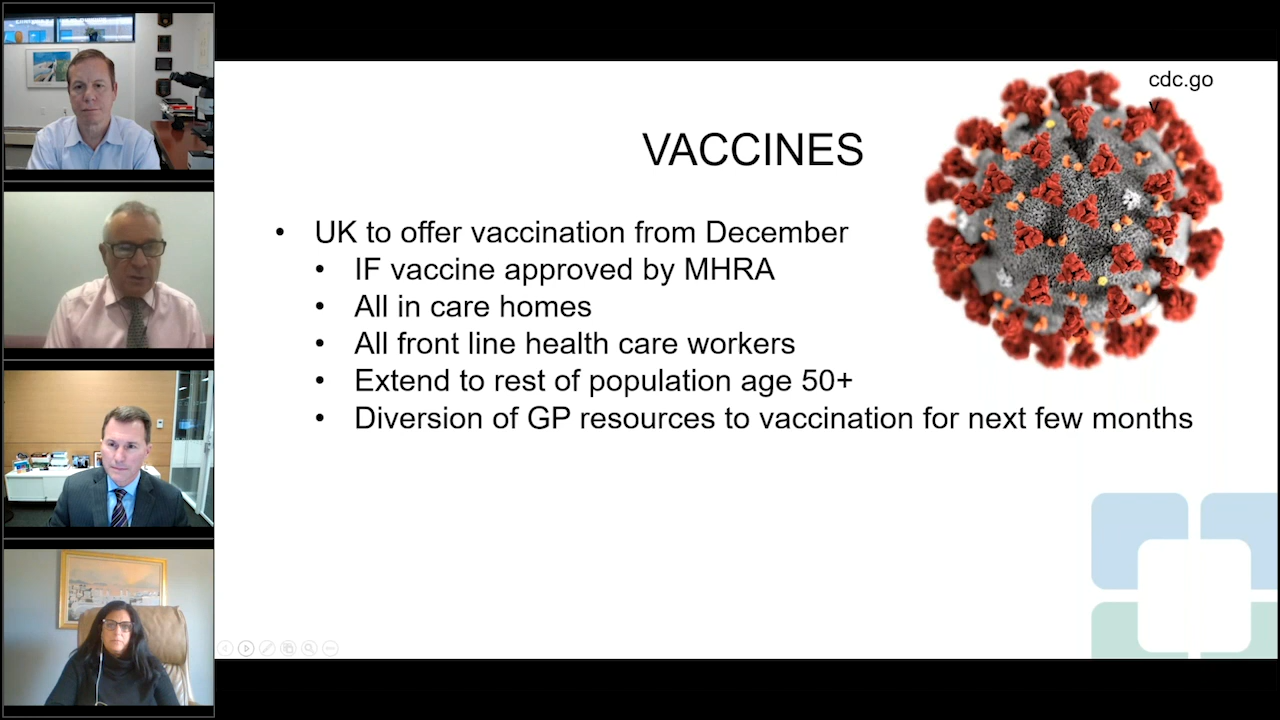 VACCINES
cdc.go
v
• UK to offer vaccination from December
• IF vaccine approved by MHRA
• All in care homes
• All front line health care workers
• Extend to rest of population age 50+
• Diversion of GP resources to vaccination for next few months